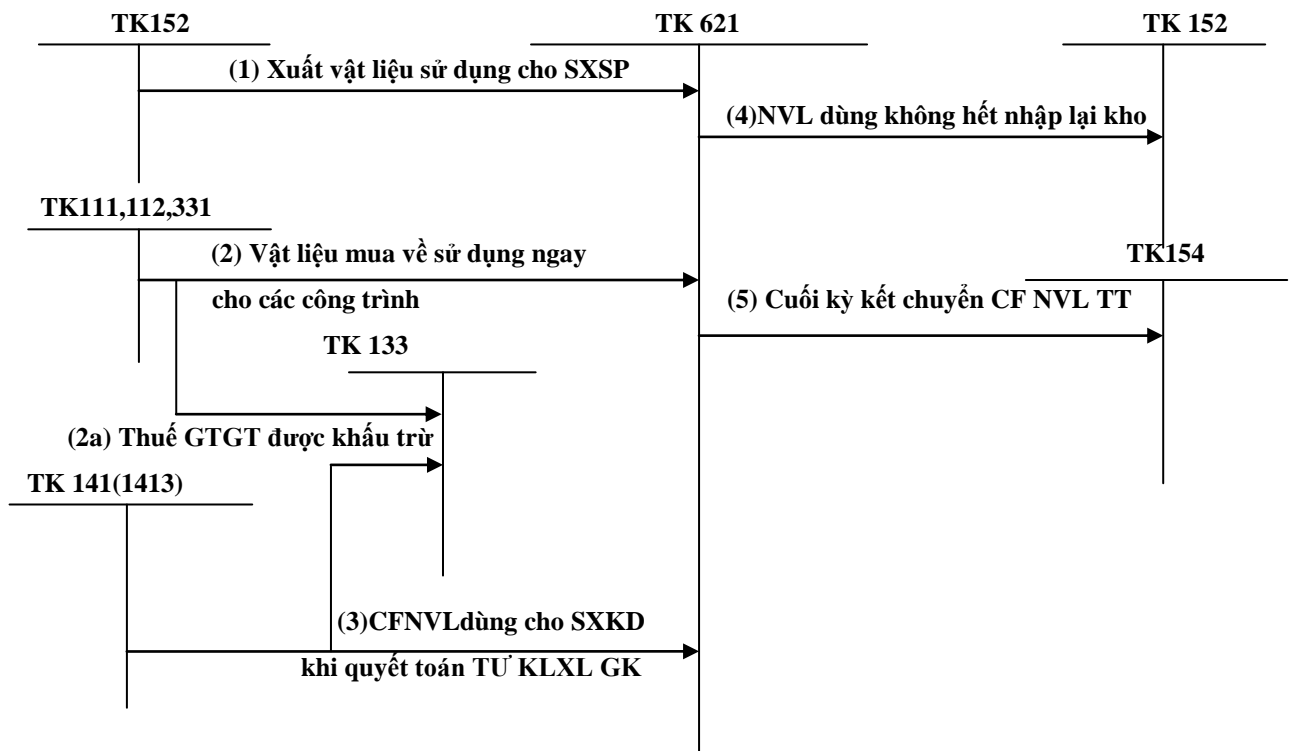 TK152
TK 621
TK 152
(1) Xuất vật liệu sử dụng cho SXSP
(4)NVL dùng không hết nhập lại kho
TK111,112,331
(2) Vật liệu mua về sử dụng ngay
cho các công trình
TK154
(5) Cuối kỳ kết chuyển CF NVL TT
TK 133
(2a) Thuế GTGT được khấu trừ
TK 141(1413)
(3)CFNVLdùng cho SXKD
khi quyết toán TƯ KLXL GK